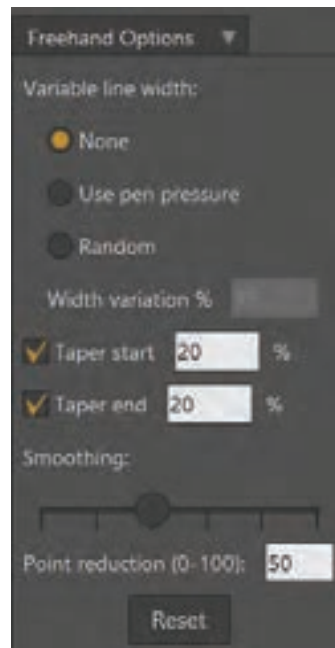 Freehand Options
Variable line width:
None
Use pen pressure
Random
Width variation %
Taper start 20 %
Taper end 20 %
Smoothing:
Point reduction (0-100): 50
Reset